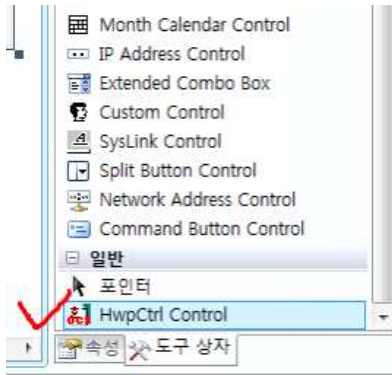 Month Calendar Control
IP Address Control
Extended Combo Box
Custom Control
SysLink Control
Split Button Control
Network Address Control
Command Button Control
일반
포인터
HwpCtrl Control
속성 도구 상자